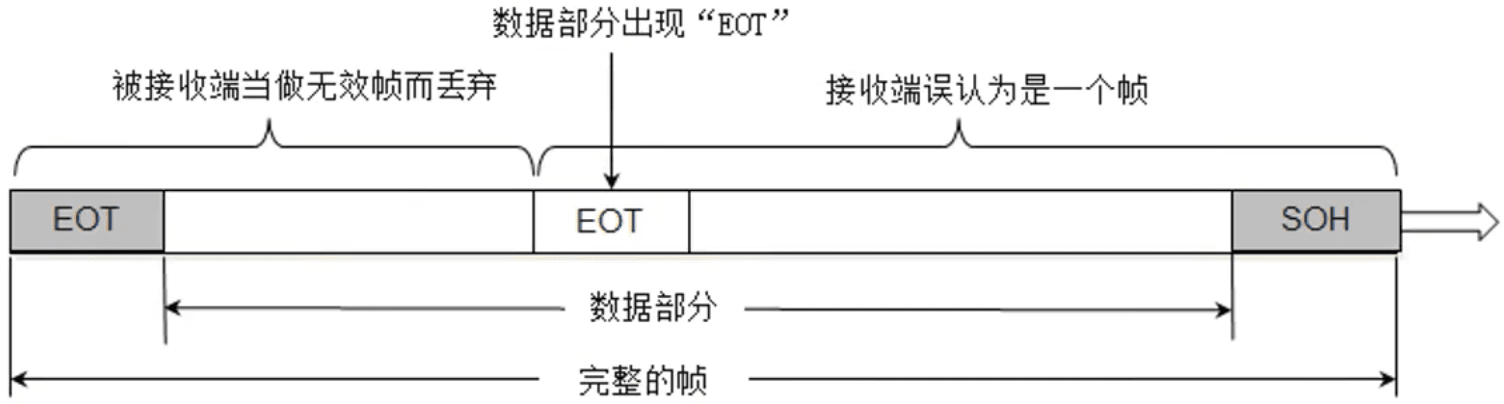 数据部分出现“EOT”
被接收端当做无效帧而丢弃
接收端误认为是一个帧
EOT
EOT
SOH
数据部分
完整的帧